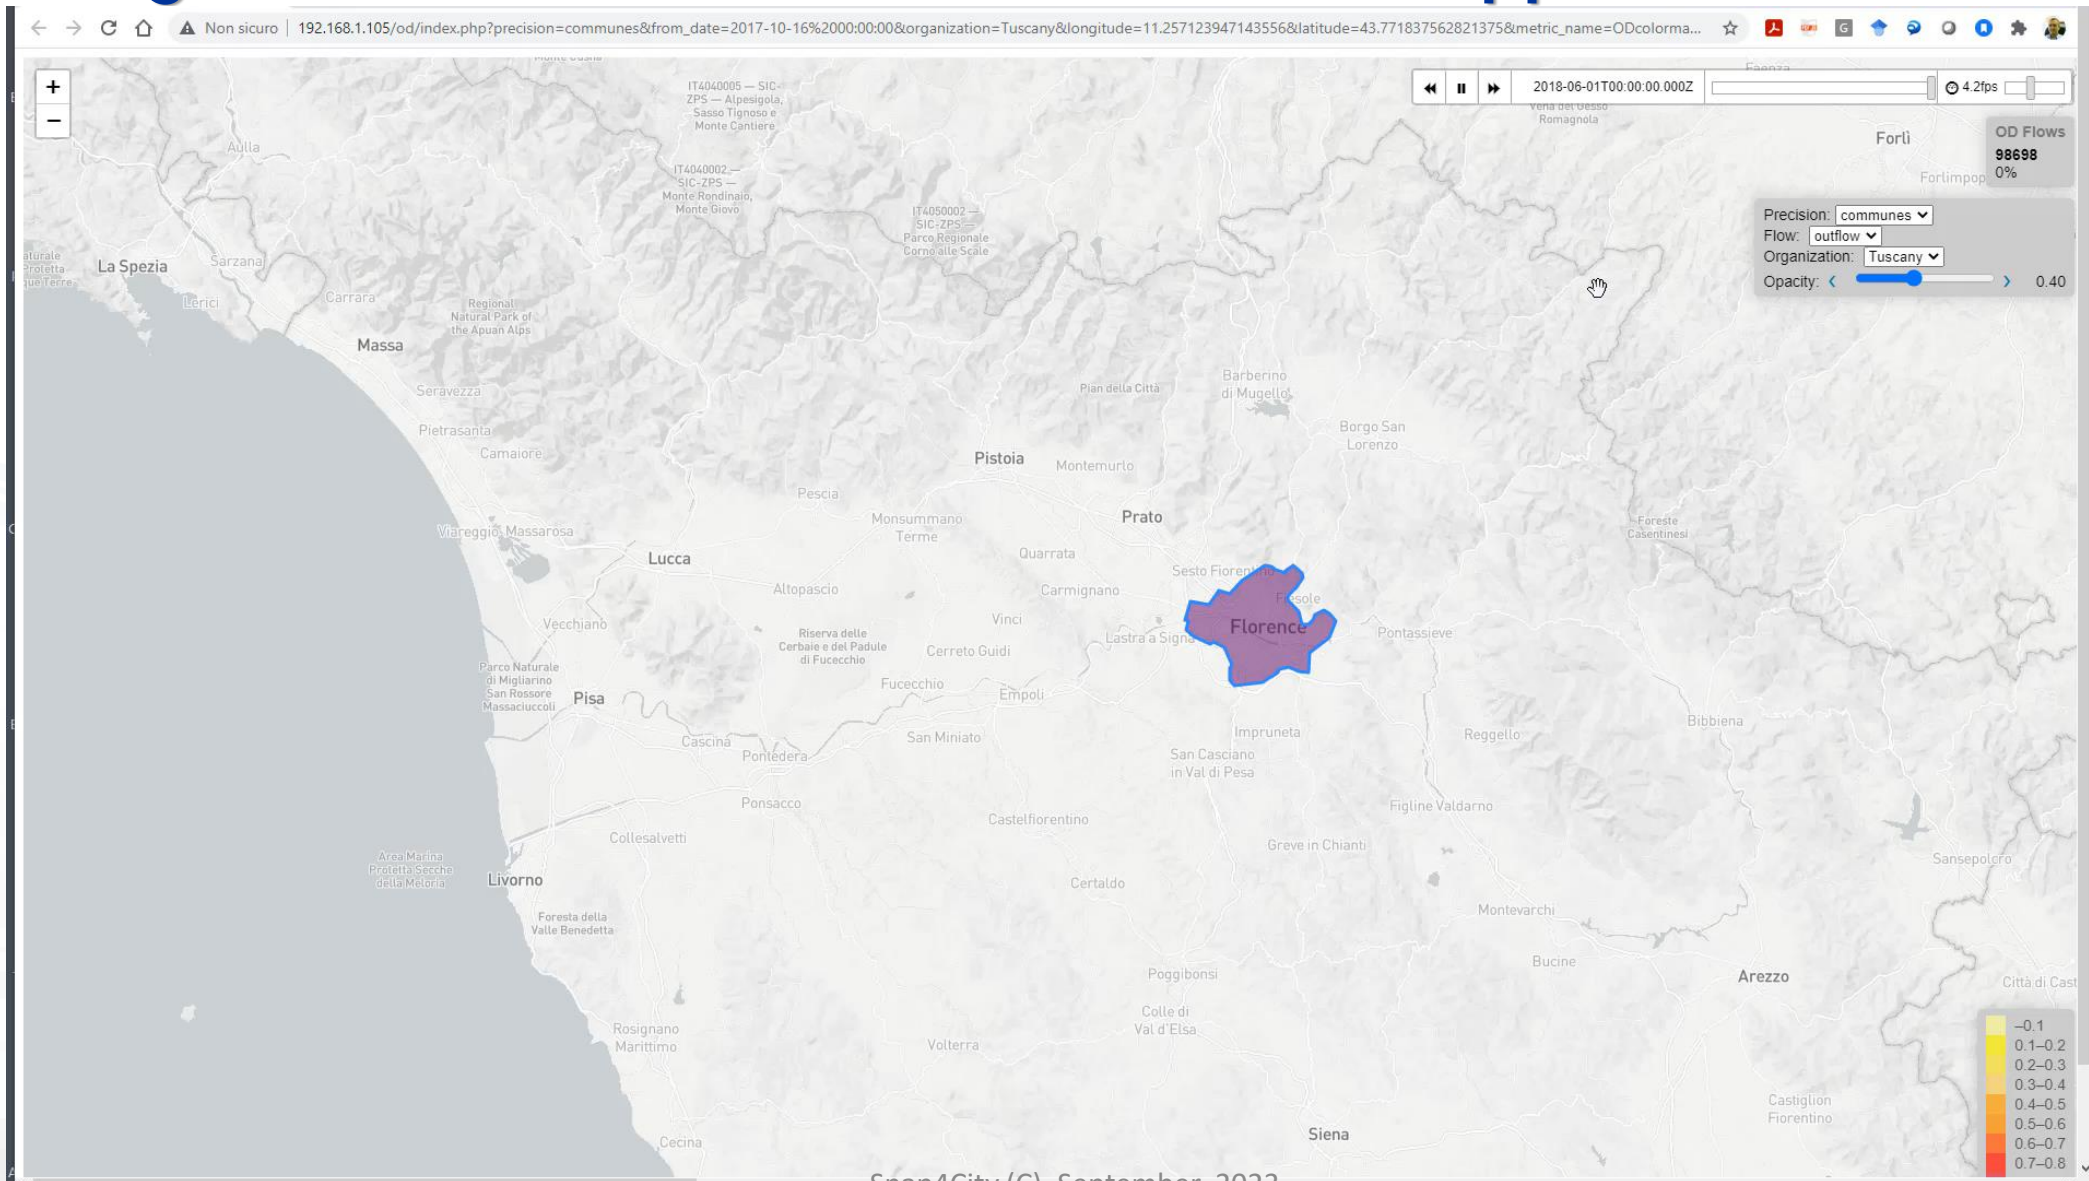 Non sicuro
192.168.1.105/od/index.php?precision=communes&from_date=2017-10-16%2000:00:00&organization=Tuscany&longitude=11.257123947143556&latitude=43.771837562821375&metric_name=ODcolorma...
+
−
2018-06-01T00:00:00.000Z
4.2fps
OD Flows
98698
0%
Precision: communes
Flow: outflow
Organization: Tuscany
Opacity: 0.40
IT4040005 — SIC-
ZPS — Alpesigola,
Sasso Tignoso e
Monte Cantiere
Faenza
Vena del Gesso
Romagnola
Forlì
Aulla
IT4040002 —
SIC-ZPS —
Monte Rondinaio,
Monte Giovo
Forlimpop
IT4050002 —
SIC-ZPS —
Parco Regionale
Corno alle Scale
La Spezia
Sarzana
Lerici
Carrara
Regional
Natural Park of
the Apuan Alps
Massa
Seravezza
Pian della Città
Barberino
di Mugello
Pietrasanta
Camaiore
Borgo San
Lorenzo
Pistoia
Montemurlo
Pescia
Viareggio
Massarosa
Monsummano
Terme
Prato
Foreste
Casentinesi
Lucca
Quarrata
Sesto Fiorentino
Altopascio
Carmignano
Fiesole
Vecchiano
Vinci
Florence
Riserva delle
Cerbaie e del Padule
di Fucecchio
Lastra a Signa
Pontassieve
Cerreto Guidi
Parco Naturale
di Migliarino
San Rossore
Massaciuccoli
Pisa
Fucecchio
Empoli
Cascina
Pontedera
San Miniato
Impruneta
Reggello
Bibbiena
San Casciano
in Val di Pesa
Ponsacco
Figline Valdarno
Castelfiorentino
Collesalvetti
Greve in Chianti
Area Marina
Protetta Secche
della Meloria
Livorno
Certaldo
Sansepolcro
Foresta della
Valle Benedetta
Montevarchi
Bucine
Poggibonsi
Arezzo
Città di Cast
Colle di
Val d'Elsa
Rosignano
Marittimo
Volterra
Castiglion
Fiorentino
Cecina
Siena
–0.1
0.1–0.2
0.2–0.3
0.3–0.4
0.4–0.5
0.5–0.6
0.6–0.7
0.7–0.8
Snap4City (C), September, 2023